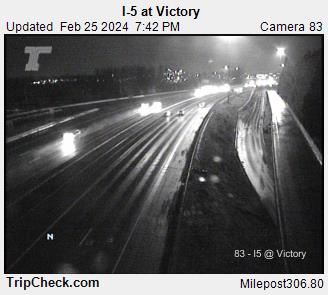 I-5 at Victory
Updated Feb 25 2024 7:42 PM Camera 83
T
N
83 - I5 @ Victory
TripCheck.com Milepost306.80